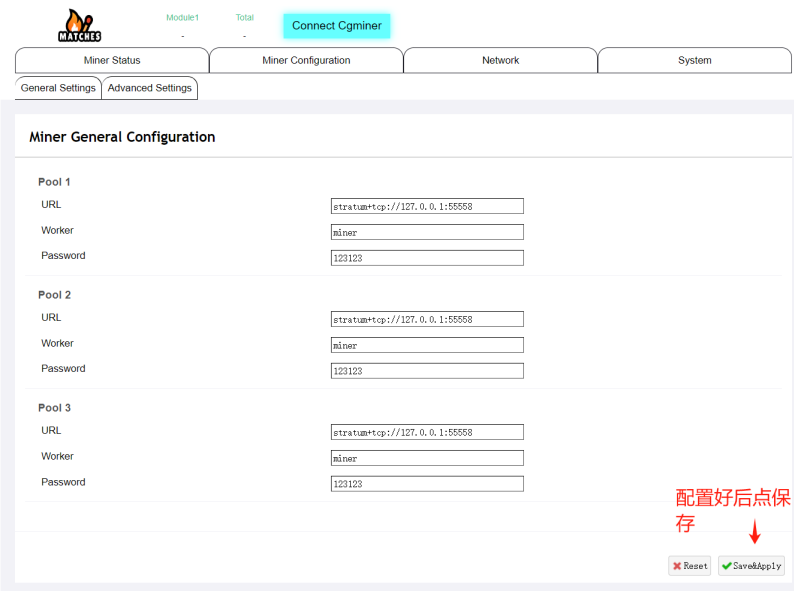 MATCHES
Module1 Total
- -
Connect Cgminer
Miner Status Miner Configuration Network System
General Settings Advanced Settings
Miner General Configuration
Pool 1
URL stratum+tcp://127.0.0.1:55558
Worker miner
Password 123123
Pool 2
URL stratum+tcp://127.0.0.1:55558
Worker miner
Password 123123
Pool 3
URL stratum+tcp://127.0.0.1:55558
Worker miner
Password 123123
配置好后点保
存
Reset Save&Apply